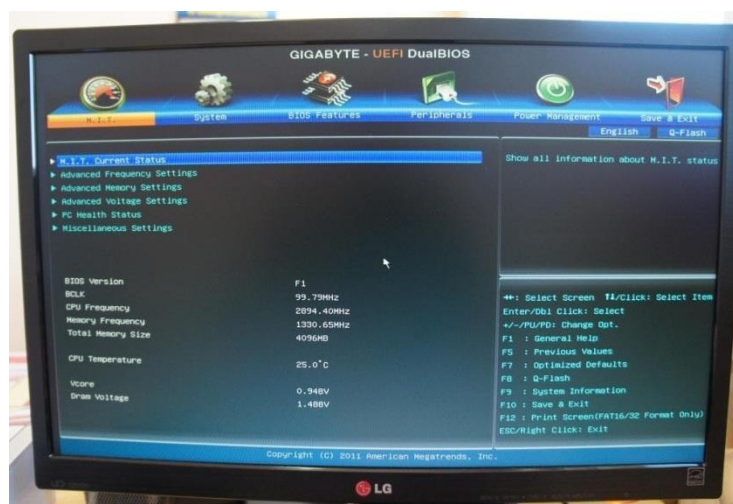 GIGABYTE - UEFI DualBIOS
M.I.T.
System
BIOS Features
Peripherals
Power Management
Save & Exit
English
Q-Flash
M.I.T. Current Status
Advanced Frequency Settings
Advanced Memory Settings
Advanced Voltage Settings
PC Health Status
Miscellaneous Settings
Show all information about M.I.T. status
BIOS Version F1
BCLK 99.79MHz
CPU Frequency 2894.40MHz
Memory Frequency 1330.65MHz
Total Memory Size 4096MB
CPU Temperature 25.0°C
Vcore 0.948V
Dram Voltage 1.488V
↔: Select Screen ↑↓/Click: Select Item
Enter/Dbl Click: Select
+/-/PU/PD: Change Opt.
F1 : General Help
F5 : Previous Values
F7 : Optimized Defaults
F8 : Q-Flash
F9 : System Information
F10 : Save & Exit
F12 : Print Screen(FAT16/32 Format Only)
ESC/Right Click: Exit
Copyright (C) 2011 American Megatrends, Inc.
LG